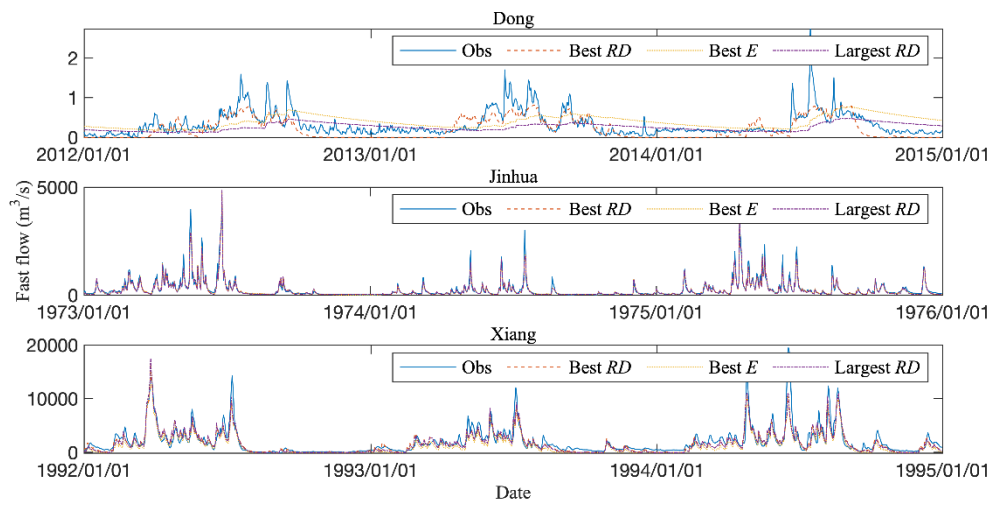 Dong
Obs Best RD Best E Largest RD
2
1
0
2012/01/01 2013/01/01 2014/01/01 2015/01/01
Jinhua
Fast flow (m³/s)
5000
Obs Best RD Best E Largest RD
0
1973/01/01 1974/01/01 1975/01/01 1976/01/01
Xiang
20000
Obs Best RD Best E Largest RD
10000
0
1992/01/01 1993/01/01 1994/01/01 1995/01/01
Date